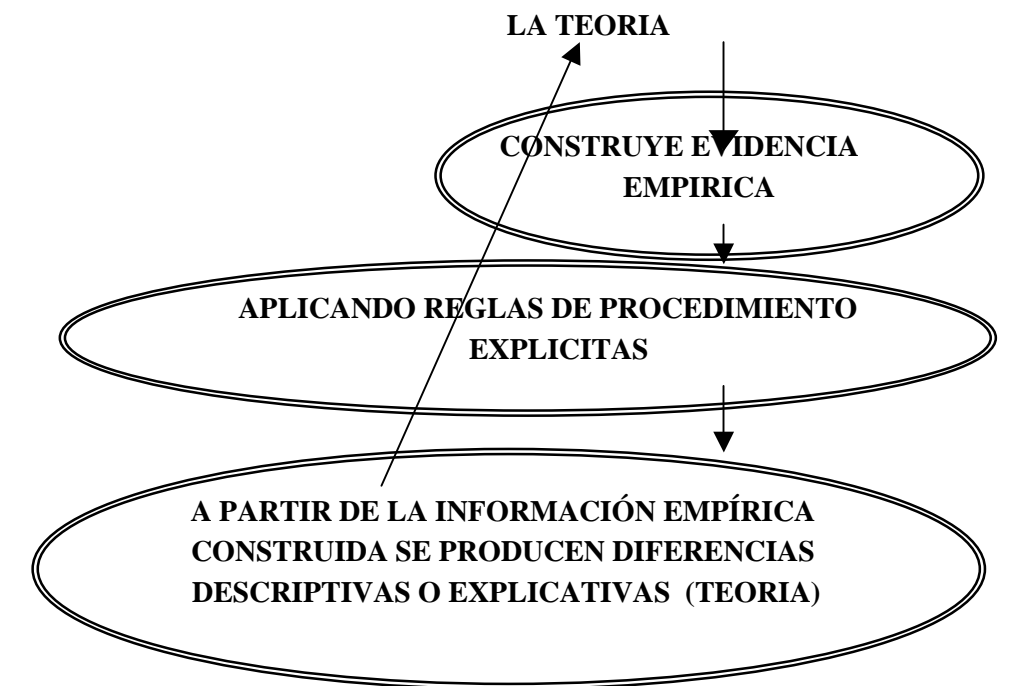 LA TEORIA
CONSTRUYE EVIDENCIA
EMPIRICA
APLICANDO REGLAS DE PROCEDIMIENTO
EXPLICITAS
A PARTIR DE LA INFORMACIÓN EMPÍRICA
CONSTRUIDA SE PRODUCEN DIFERENCIAS
DESCRIPTIVAS O EXPLICATIVAS (TEORIA)